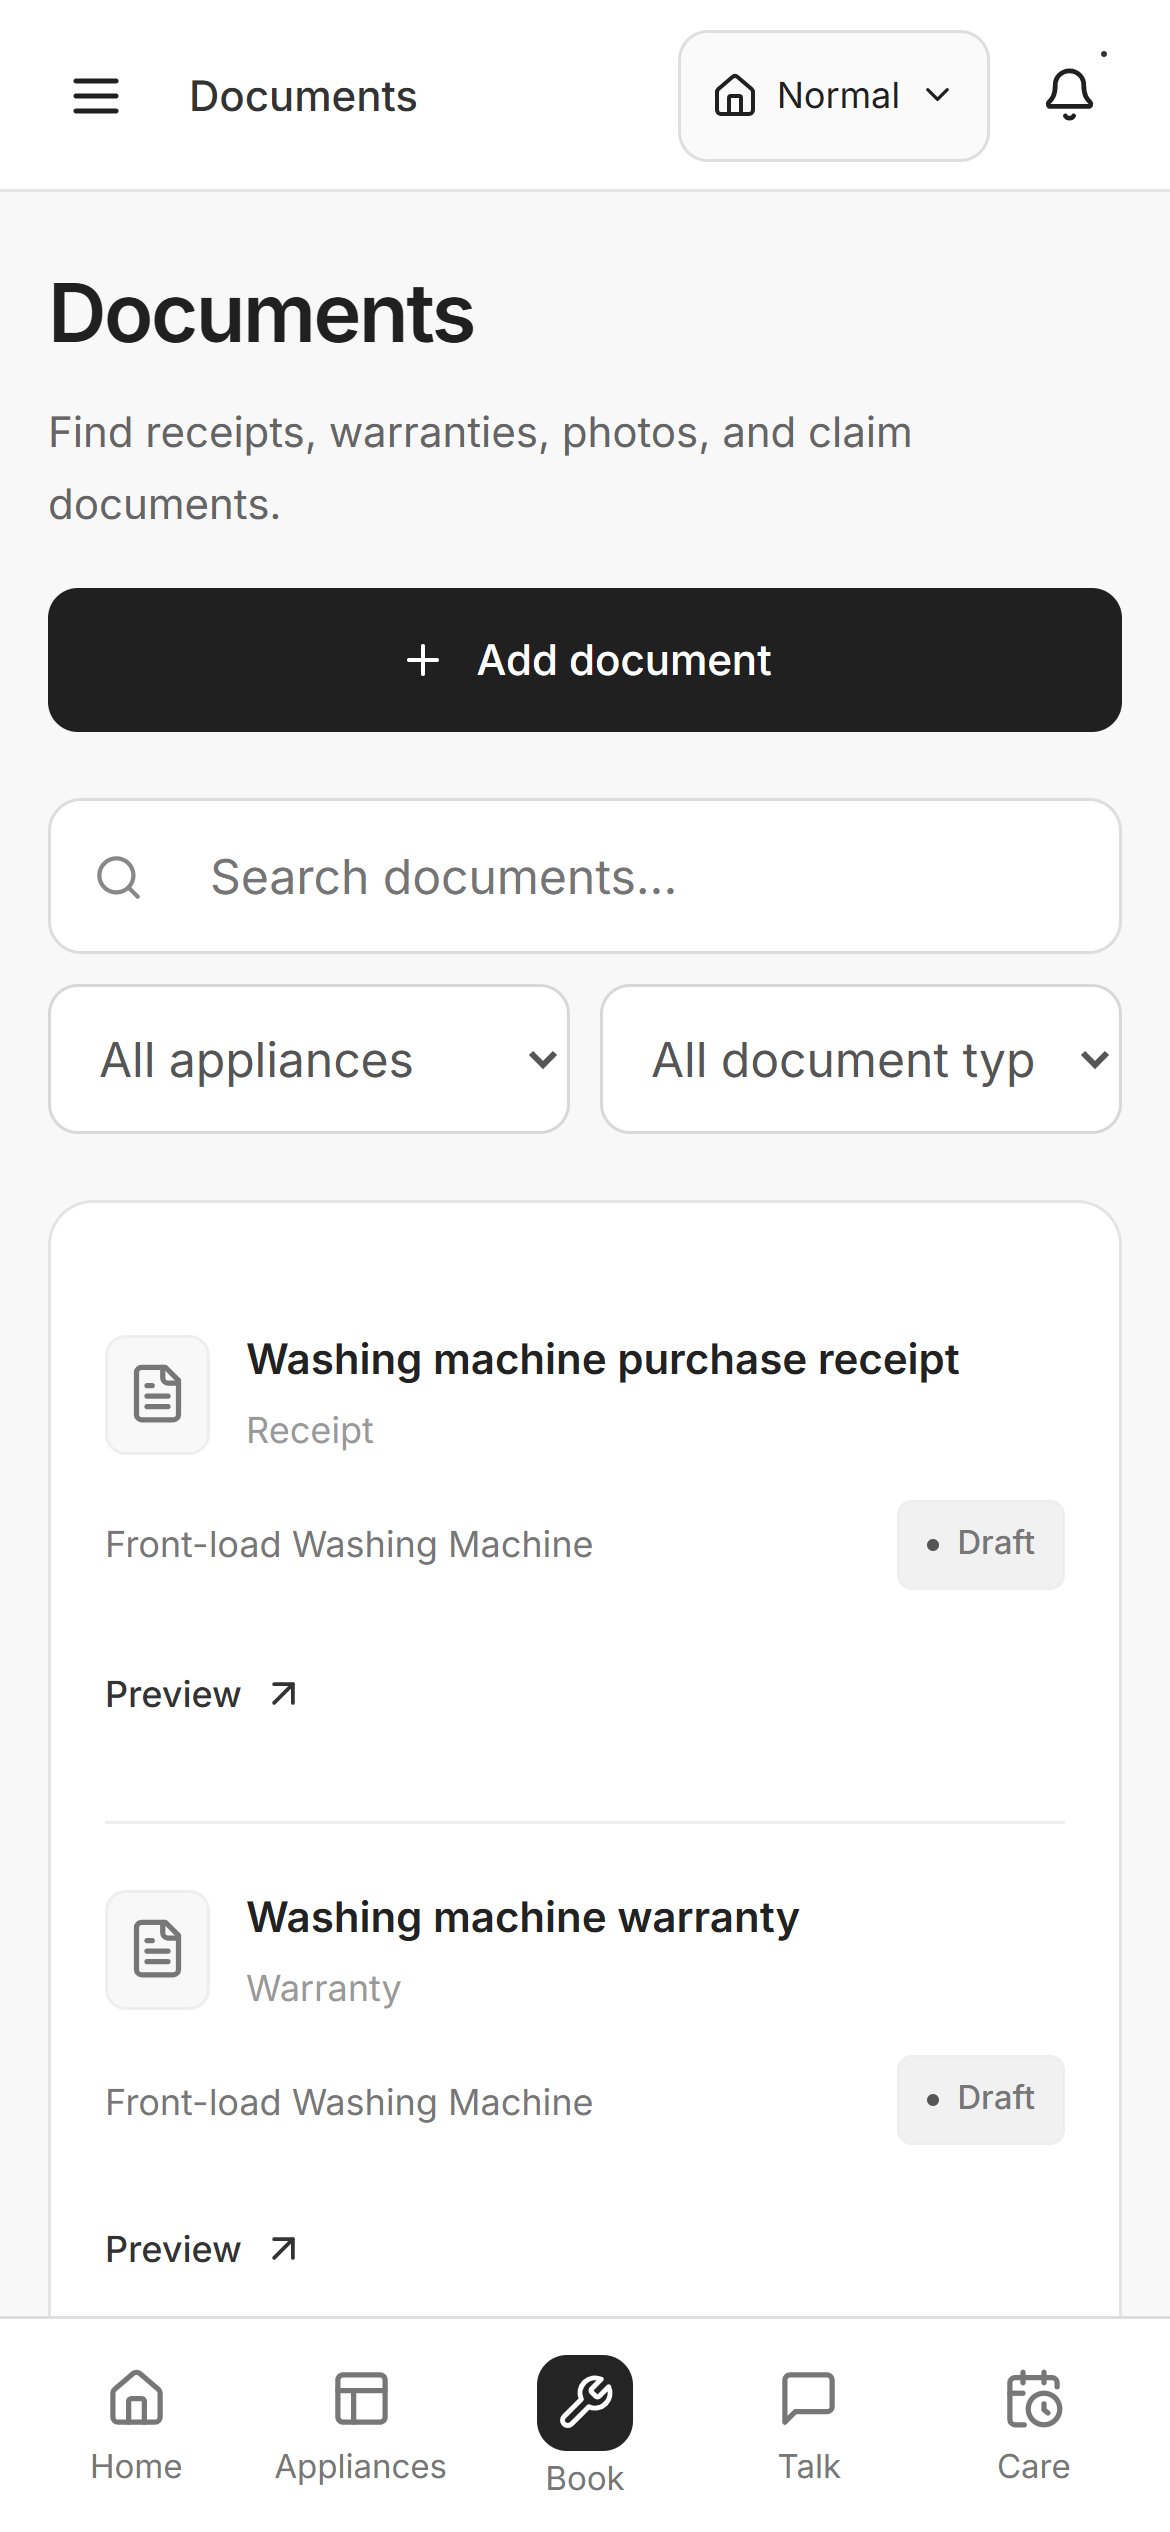 Documents
Normal
Documents
Find receipts, warranties, photos, and claim
documents.
Add document
Search documents...
All appliances
All document typ
Washing machine purchase receipt
Receipt
Front-load Washing Machine
Draft
Preview
Washing machine warranty
Warranty
Front-load Washing Machine
Draft
Preview
Home
Appliances
Book
Talk
Care